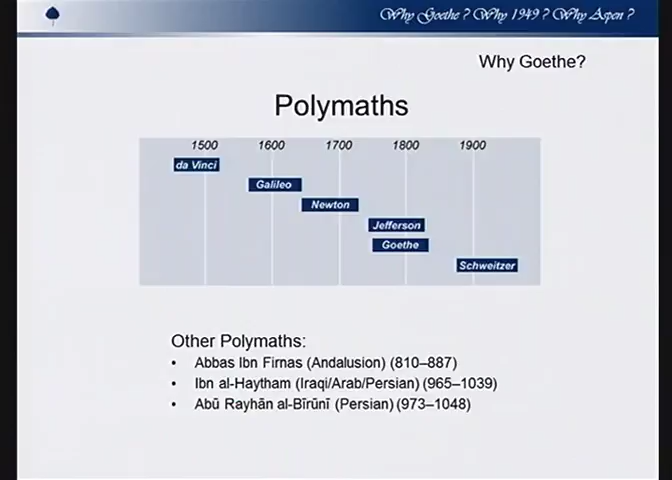 Why Goethe ? Why 1949 ? Why Aspen ?
Why Goethe?
Polymaths
1500 1600 1700 1800 1900
da Vinci
Galileo
Newton
Jefferson
Goethe
Schweitzer
Other Polymaths:
• Abbas Ibn Firnas (Andalusion) (810–887)
• Ibn al-Haytham (Iraqi/Arab/Persian) (965–1039)
• Abū Rayhān al-Bīrūnī (Persian) (973–1048)